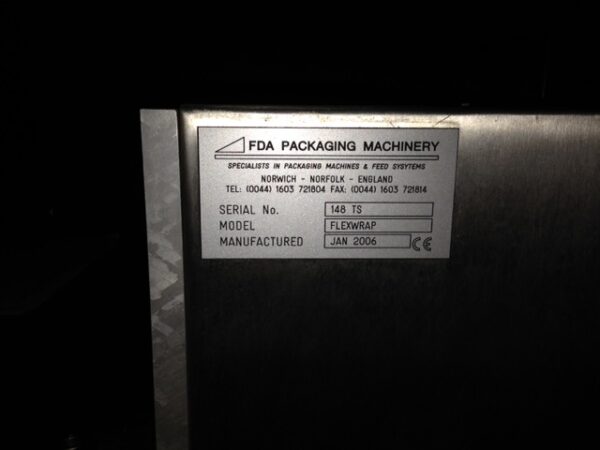 FDA PACKAGING MACHINERY
SPECIALISTS IN PACKAGING MACHINES & FEED SYSYTEMS
NORWICH - NORFOLK - ENGLAND
TEL: (0044) 1603 721804 FAX: (0044) 1603 721814
SERIAL No. 148 TS
MODEL FLEXWRAP
MANUFACTURED JAN 2006 CE